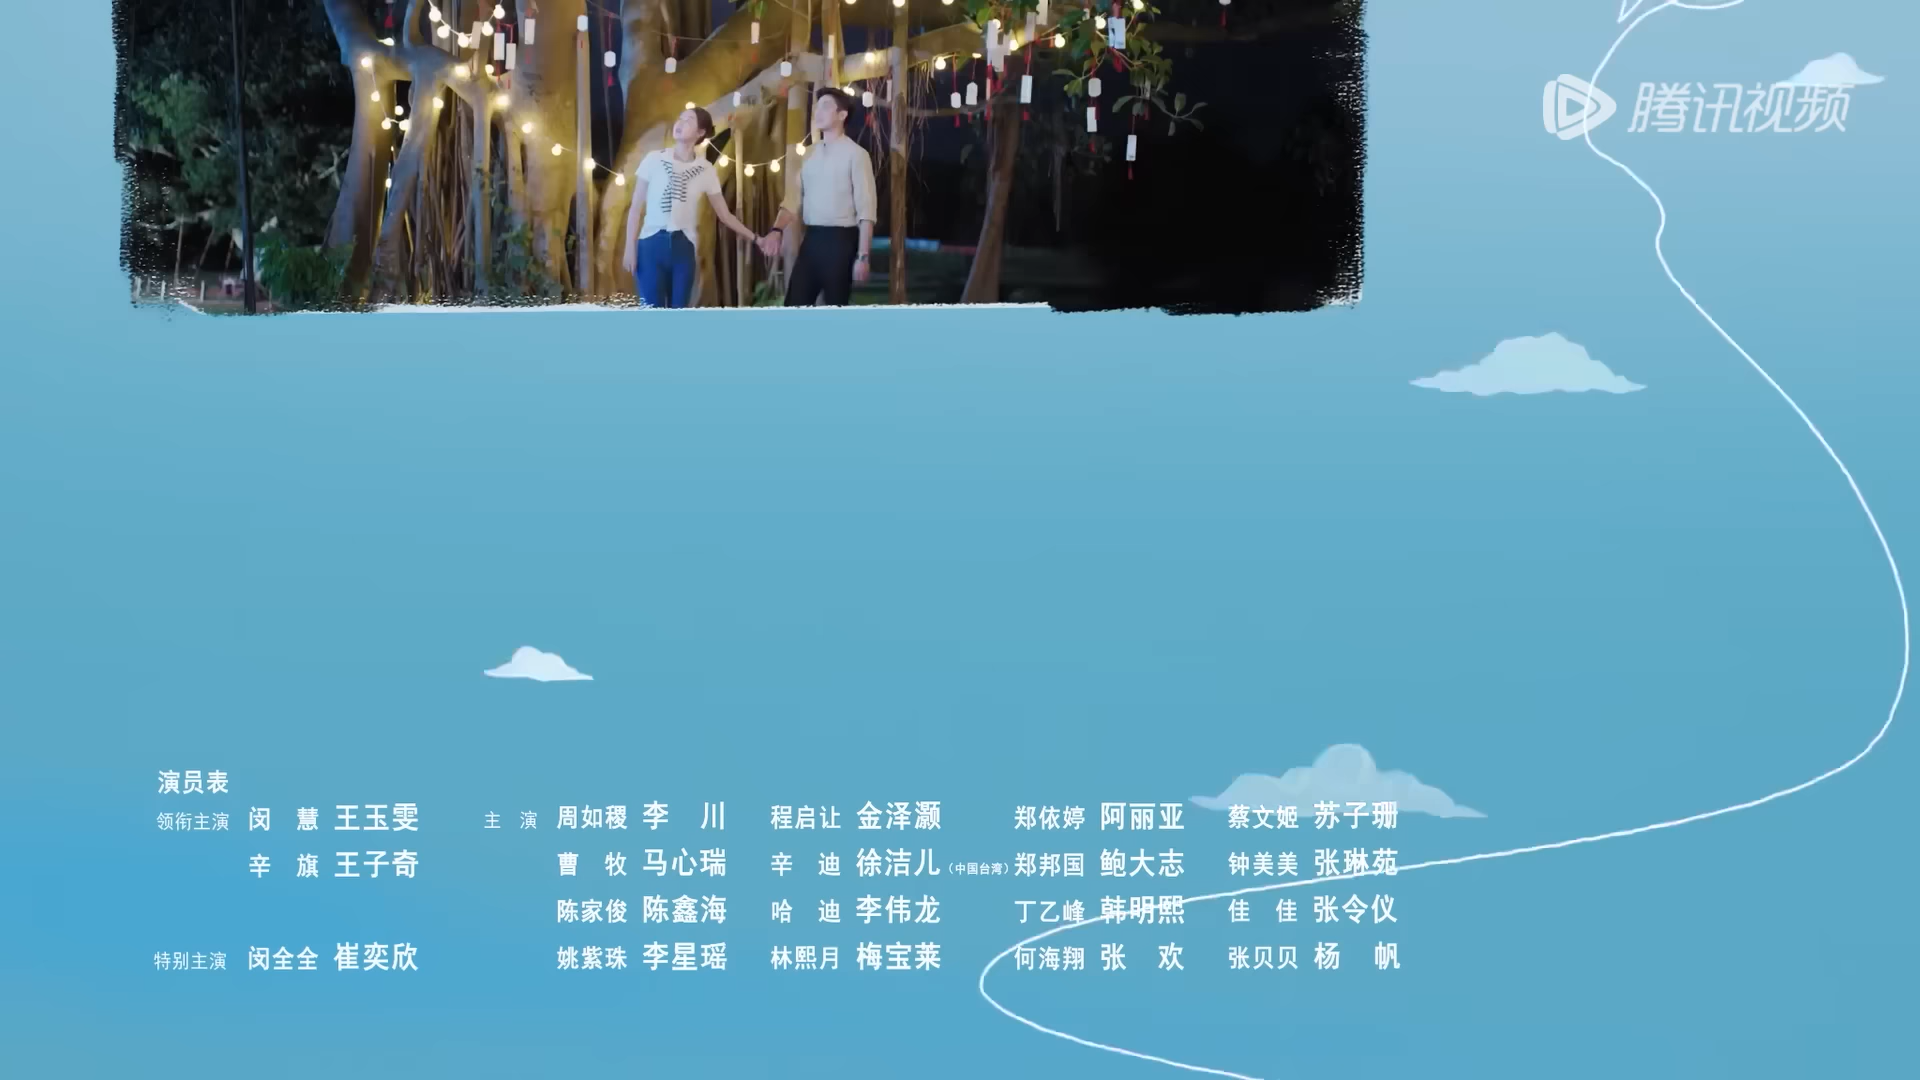 腾讯视频
演员表
领衔主演 闵 慧 王玉雯 主 演 周如稷 李 川 程启让 金泽灏 郑依婷 阿丽亚 蔡文姬 苏子珊
辛 旗 王子奇 曹 牧 马心瑞 辛 迪 徐洁儿(中国台湾) 郑邦国 鲍大志 钟美美 张琳苑
陈家俊 陈鑫海 哈 迪 李伟龙 丁乙峰 韩明熙 佳 佳 张令仪
特别主演 闵全全 崔奕欣 姚紫珠 李星瑶 林熙月 梅宝莱 何海翔 张 欢 张贝贝 杨 帆